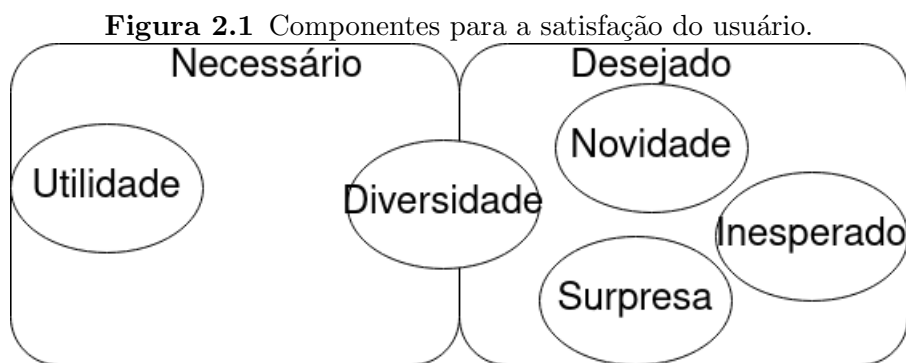 Figura 2.1 Componentes para a satisfação do usuário.
Necessário
Desejado
Novidade
Utilidade
Diversidade
Inesperado
Surpresa